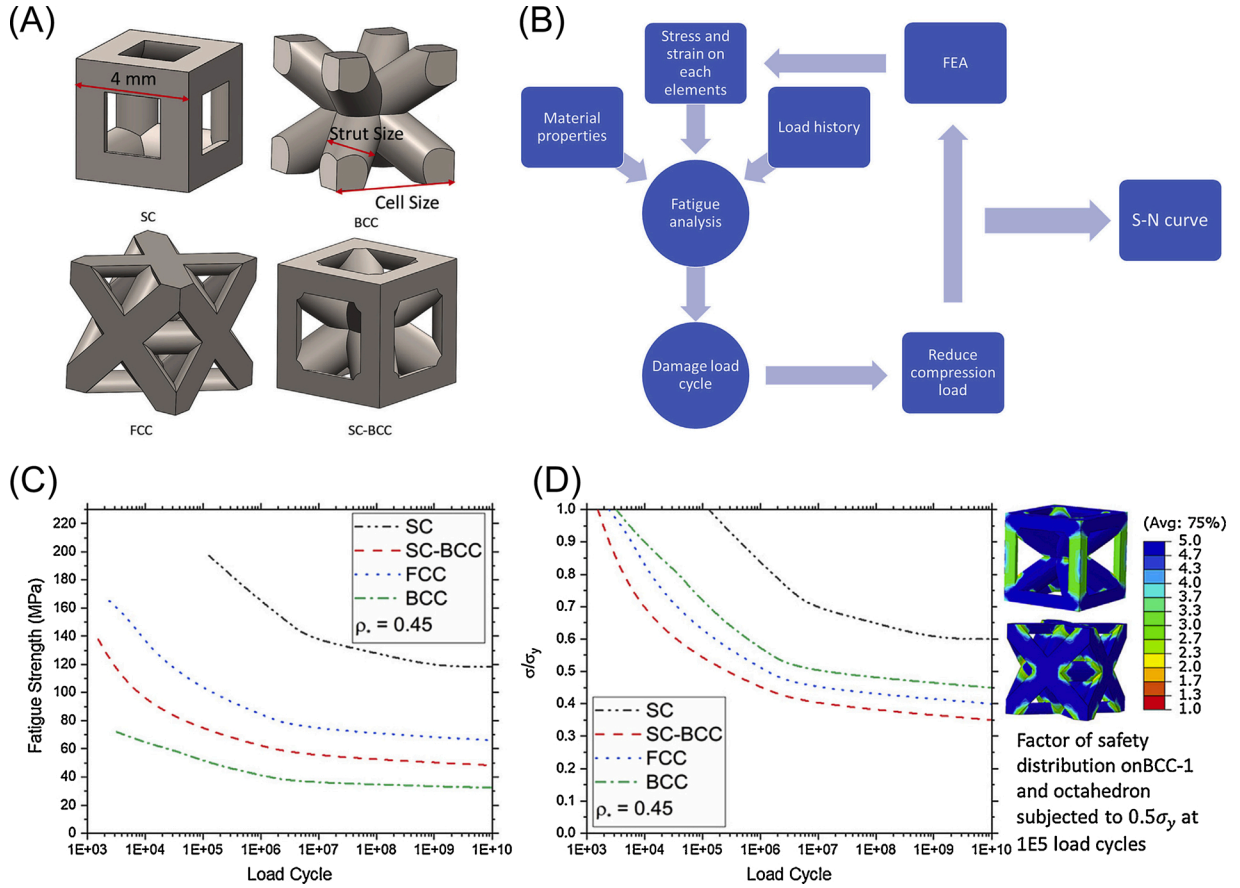 (A)
4 mm
Strut Size
Cell Size
SC
BCC
FCC
SC-BCC
(B)
Stress and
strain on
each
elements
FEA
Material
properties
Load history
Fatigue
analysis
S-N curve
Damage load
cycle
Reduce
compression
load
(C)
Fatigue Strength (MPa)
220
200
180
160
140
120
100
80
60
40
20
0
SC
SC-BCC
FCC
BCC
ρ* = 0.45
1E+03 1E+04 1E+05 1E+06 1E+07 1E+08 1E+09 1E+10
Load Cycle
(D)
σ/σy
1.0
0.9
0.8
0.7
0.6
0.5
0.4
0.3
0.2
0.1
0.0
SC
SC-BCC
FCC
BCC
ρ* = 0.45
1E+03 1E+04 1E+05 1E+06 1E+07 1E+08 1E+09 1E+10
Load Cycle
(Avg: 75%)
5.0
4.7
4.3
4.0
3.7
3.3
3.0
2.7
2.3
2.0
1.7
1.3
1.0
Factor of safety
distribution onBCC-1
and octahedron
subjected to 0.5σy at
1E5 load cycles